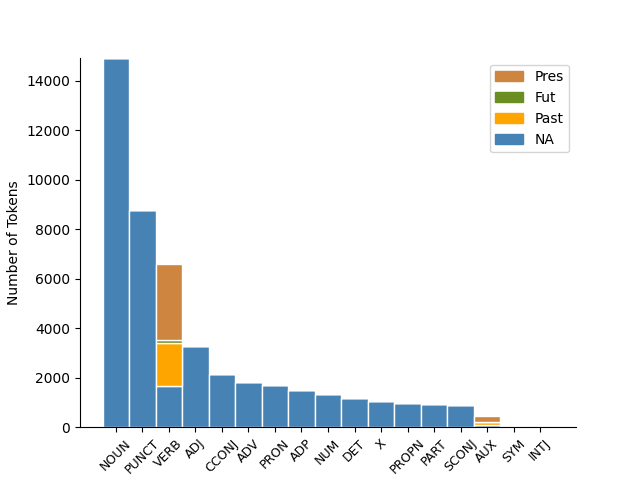 Pres
Fut
Past
NA
14000
12000
10000
8000
6000
4000
2000
0
Number of Tokens
NOUN
PUNCT
VERB
ADJ
CCONJ
ADV
PRON
ADP
NUM
DET
X
PROPN
PART
SCONJ
AUX
SYM
INTJ